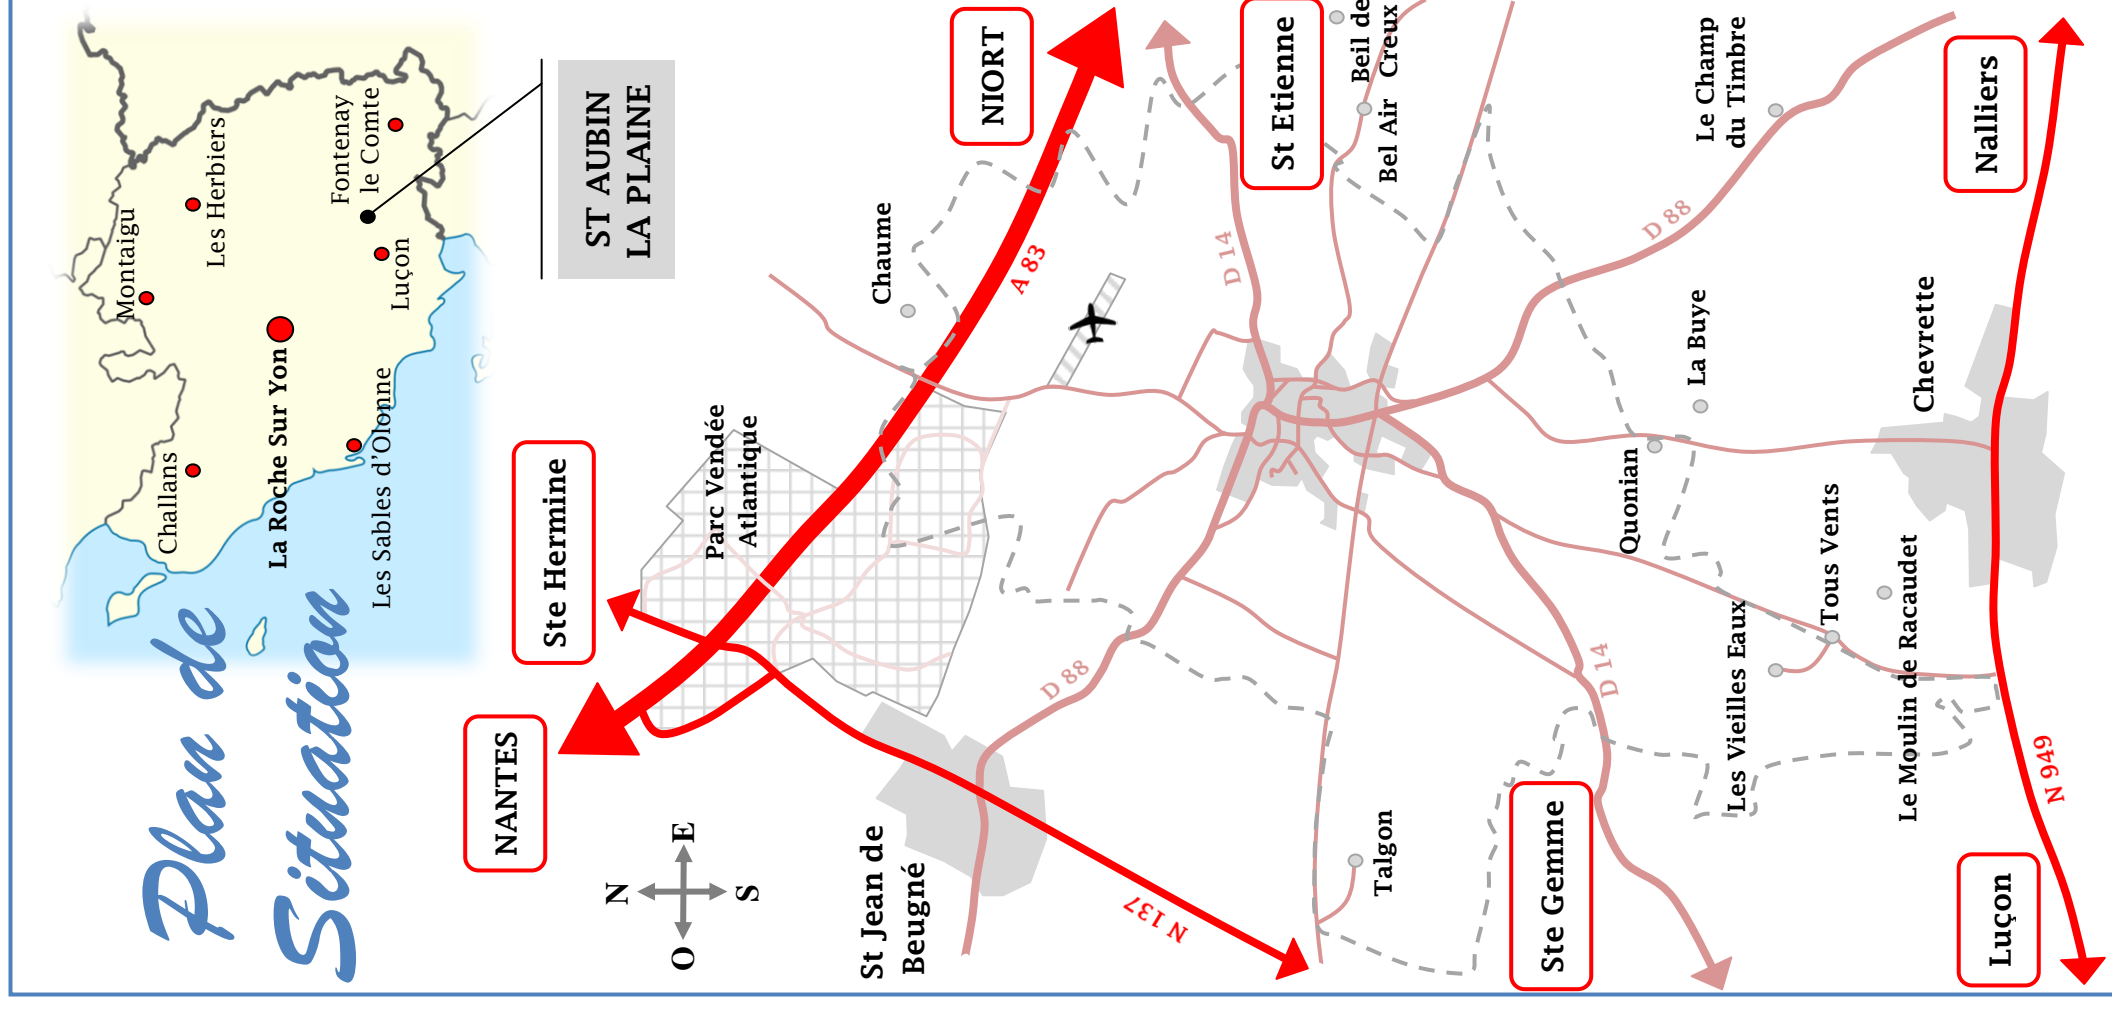 Plan de
Situation
Montaigu
Les Herbiers
Challans
La Roche Sur Yon
Fontenay
le Comte
Luçon
Les Sables d'Olonne
ST AUBIN
LA PLAINE
NANTES
Ste Hermine
NIORT
N
O
E
S
Parc Vendée
Atlantique
Chaume
A 83
St Jean de
Beugné
D 88
N 137
D 14
St Etienne
Beil de
Creux
Bel Air
Talgon
Ste Gemme
D 14
D 88
Le Champ
du Timbre
Quonian
La Buye
Les Vieilles Eaux
Tous Vents
Le Moulin de Racaudet
Chevrette
Nalliers
Luçon
N 949